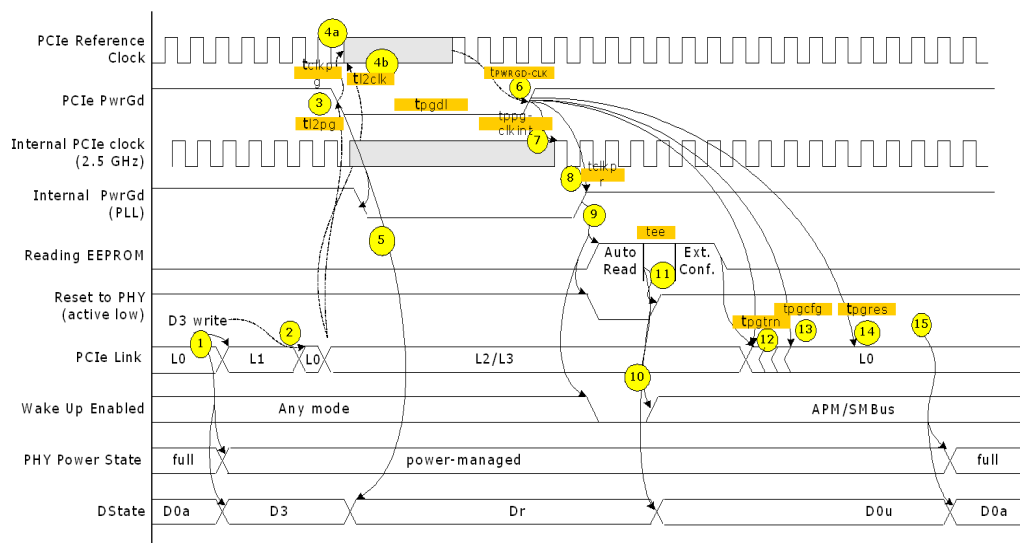 4a
PCIe Reference
Clock
4b
tclkp
g
tl2clk
tPWRGD-CLK
6
PCIe PwrGd
3
tpgdl
tl2pg
tppg-
clkint
7
Internal PCIe clock
(2.5 GHz)
8
tclkp
r
Internal PwrGd
(PLL)
9
5
tee
Reading EEPROM
Auto
Read
Ext.
Conf.
11
Reset to PHY
(active low)
D3 write
1
2
tpgtrn
tpgcfg
tpgres
12
13
14
15
PCIe Link
L0
L1
L0
L2/L3
L0
10
Wake Up Enabled
Any mode
APM/SMBus
PHY Power State
full
power-managed
full
DState
D0a
D3
Dr
D0u
D0a